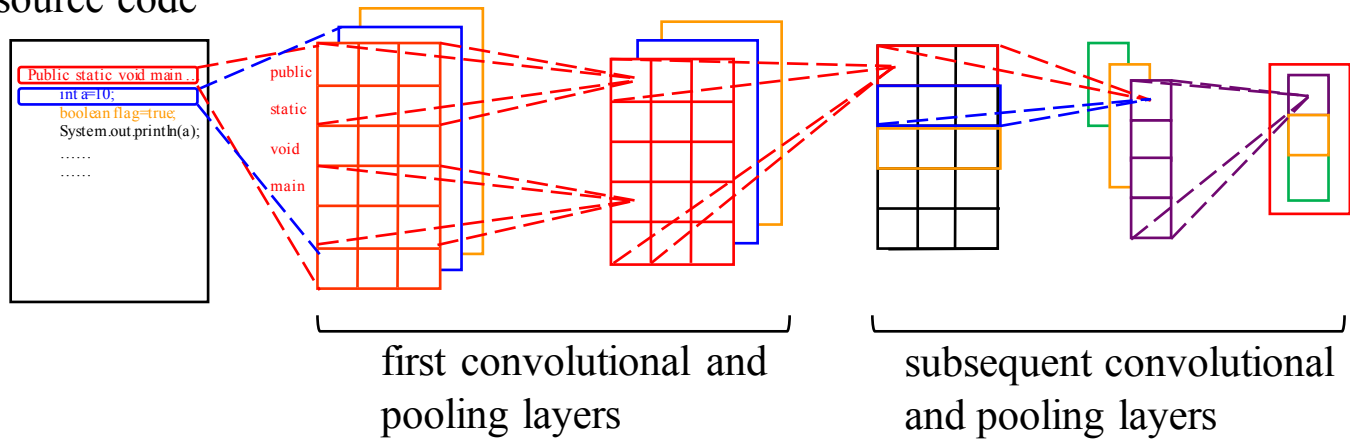 source code
Public static void main ...
int a=10;
boolean flag=true;
System.out.println(a);
......
......
public
static
void
main
first convolutional and
pooling layers
subsequent convolutional
and pooling layers